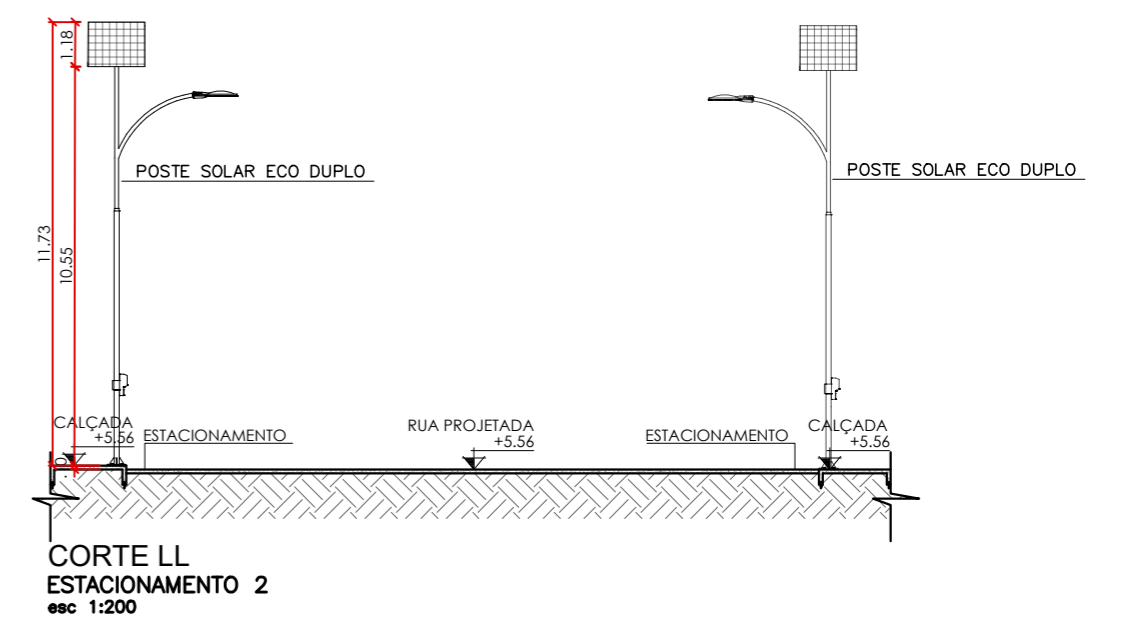 1.18
POSTE SOLAR ECO DUPLO
POSTE SOLAR ECO DUPLO
11.73
10.55
CALÇADA
+5.56
ESTACIONAMENTO
RUA PROJETADA
+5.56
ESTACIONAMENTO
CALÇADA
+5.56
CORTE LL
ESTACIONAMENTO 2
esc 1:200